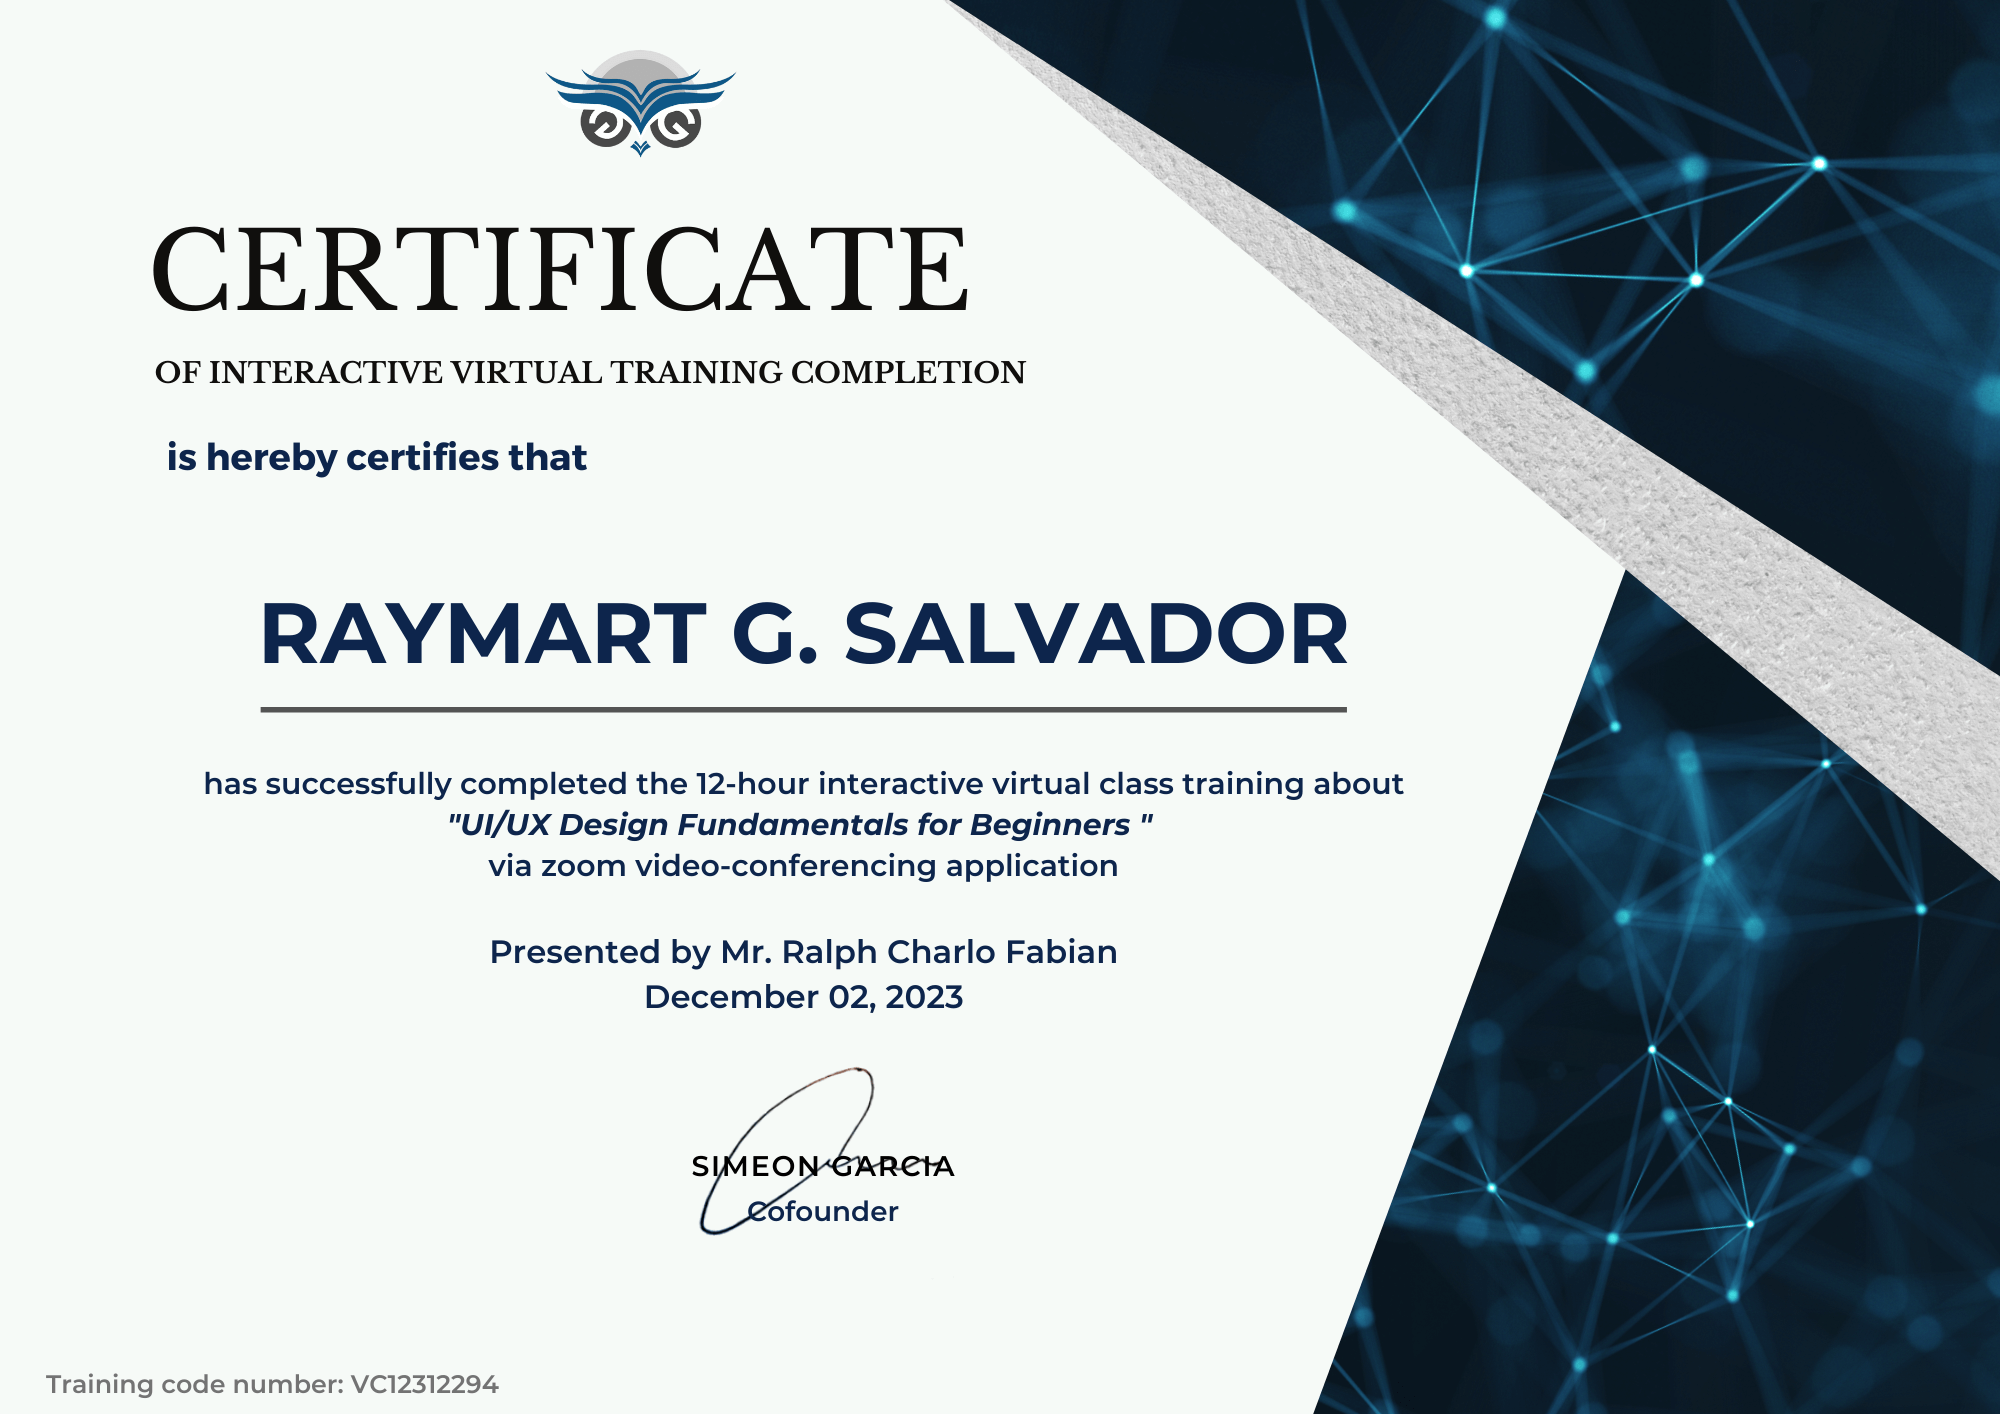 CERTIFICATE
OF INTERACTIVE VIRTUAL TRAINING COMPLETION
is hereby certifies that
RAYMART G. SALVADOR
has successfully completed the 12-hour interactive virtual class training about
"UI/UX Design Fundamentals for Beginners "
via zoom video-conferencing application
Presented by Mr. Ralph Charlo Fabian
December 02, 2023
SIMEON GARCIA
Cofounder
Training code number: VC12312294